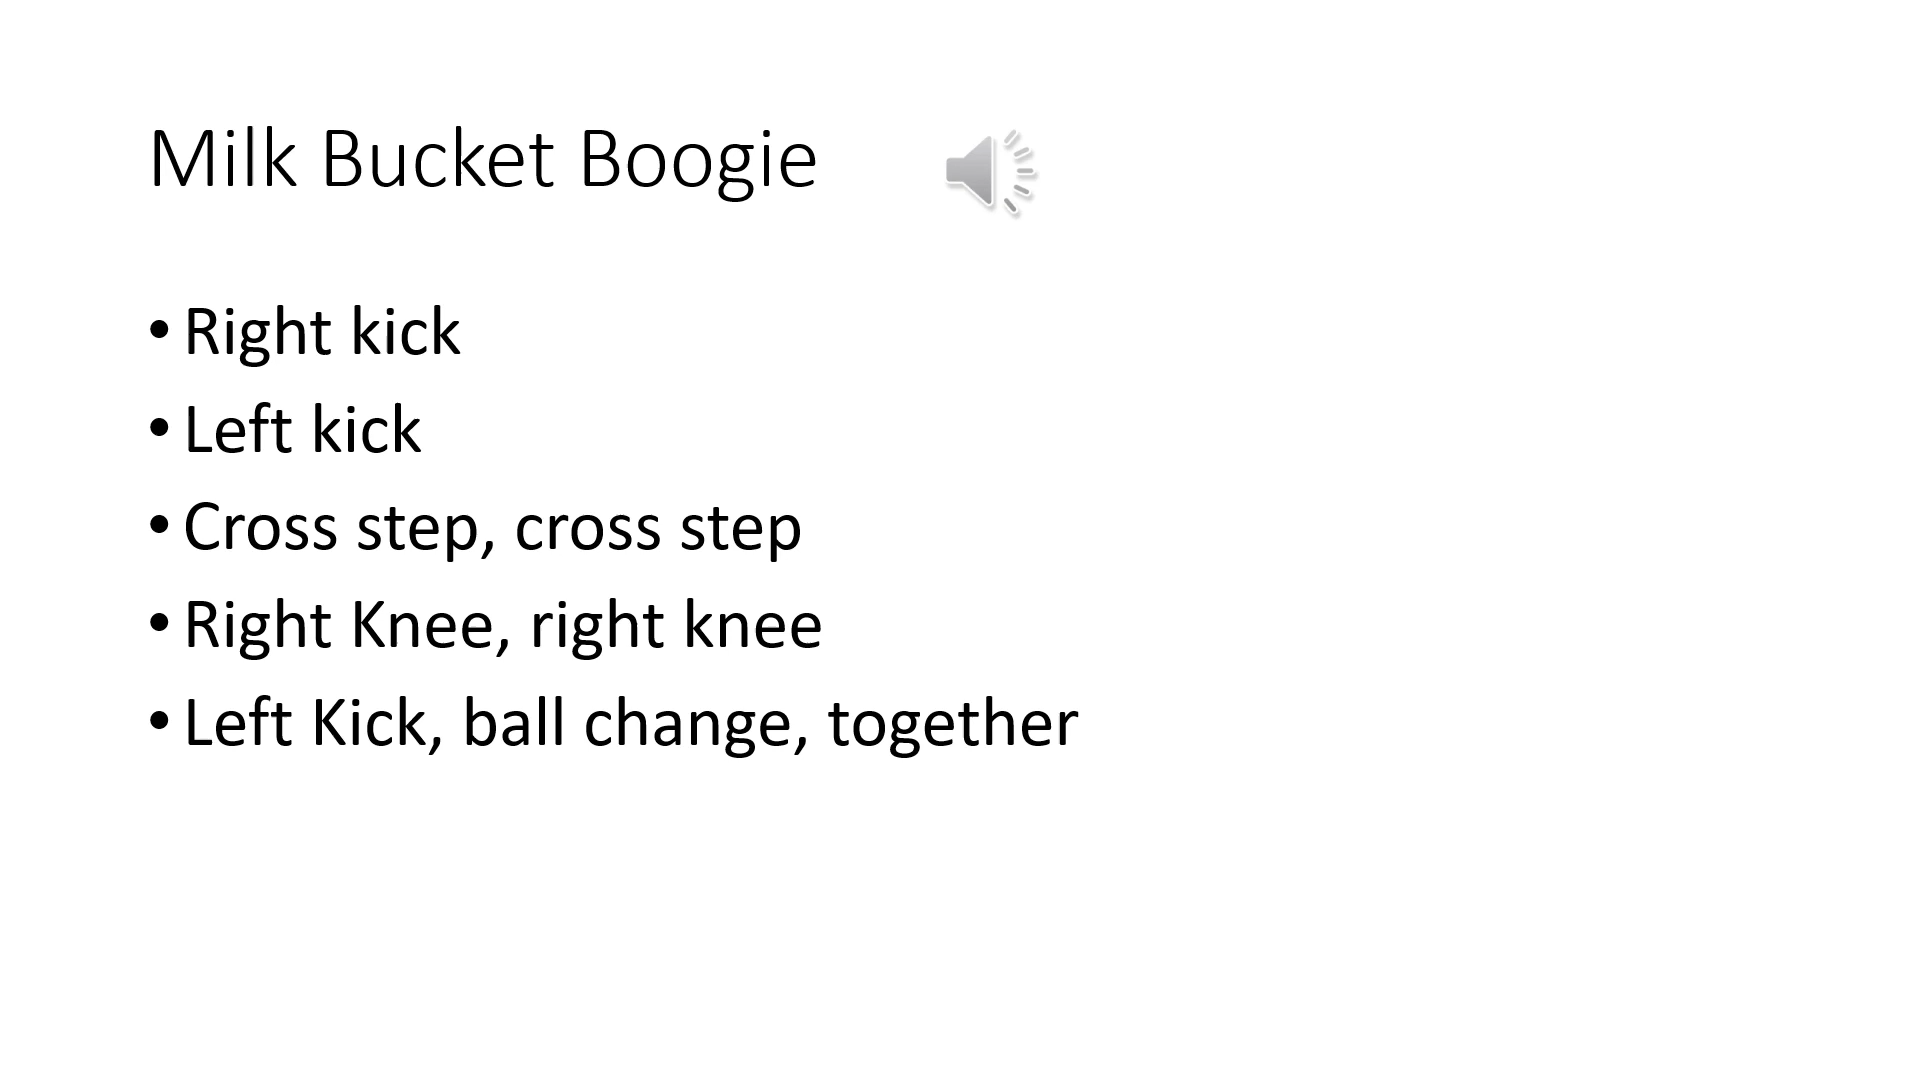 Milk Bucket Boogie
• Right kick
• Left kick
• Cross step, cross step
• Right Knee, right knee
• Left Kick, ball change, together